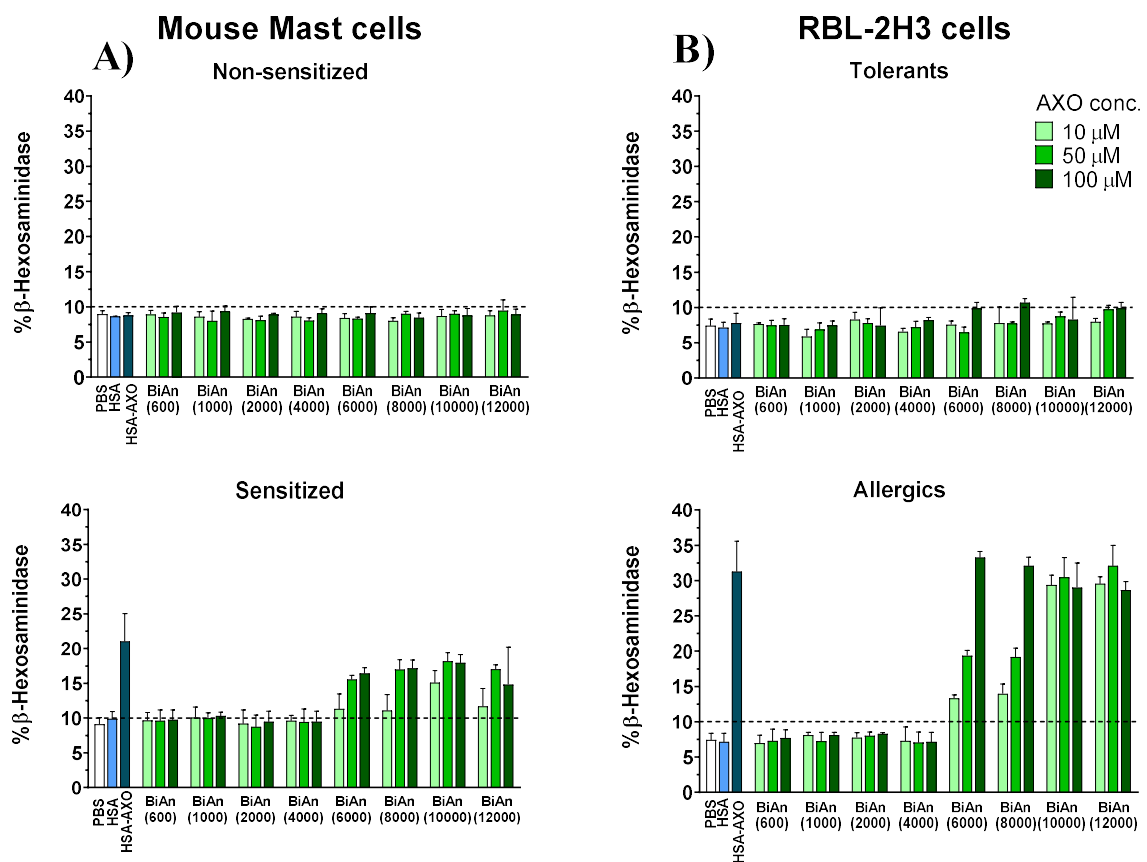 Mouse Mast cells
A)
Non-sensitized
%β-Hexosaminidase
40
35
30
25
20
15
10
5
0
PBS
HSA
HSA-AXO
BiAn BiAn BiAn BiAn BiAn BiAn BiAn BiAn
(600) (1000) (2000) (4000) (6000) (8000) (10000) (12000)
RBL-2H3 cells
B)
Tolerants
AXO conc.
10 μM
50 μM
100 μM
%β-Hexosaminidase
40
35
30
25
20
15
10
5
0
PBS
HSA
HSA-AXO
BiAn BiAn BiAn BiAn BiAn BiAn BiAn BiAn
(600) (1000) (2000) (4000) (6000) (8000) (10000) (12000)
Sensitized
%β-Hexosaminidase
40
35
30
25
20
15
10
5
0
PBS
HSA
HSA-AXO
BiAn BiAn BiAn BiAn BiAn BiAn BiAn BiAn
(600) (1000) (2000) (4000) (6000) (8000) (10000) (12000)
Allergics
%β-Hexosaminidase
40
35
30
25
20
15
10
5
0
PBS
HSA
HSA-AXO
BiAn BiAn BiAn BiAn BiAn BiAn BiAn BiAn
(600) (1000) (2000) (4000) (6000) (8000) (10000) (12000)